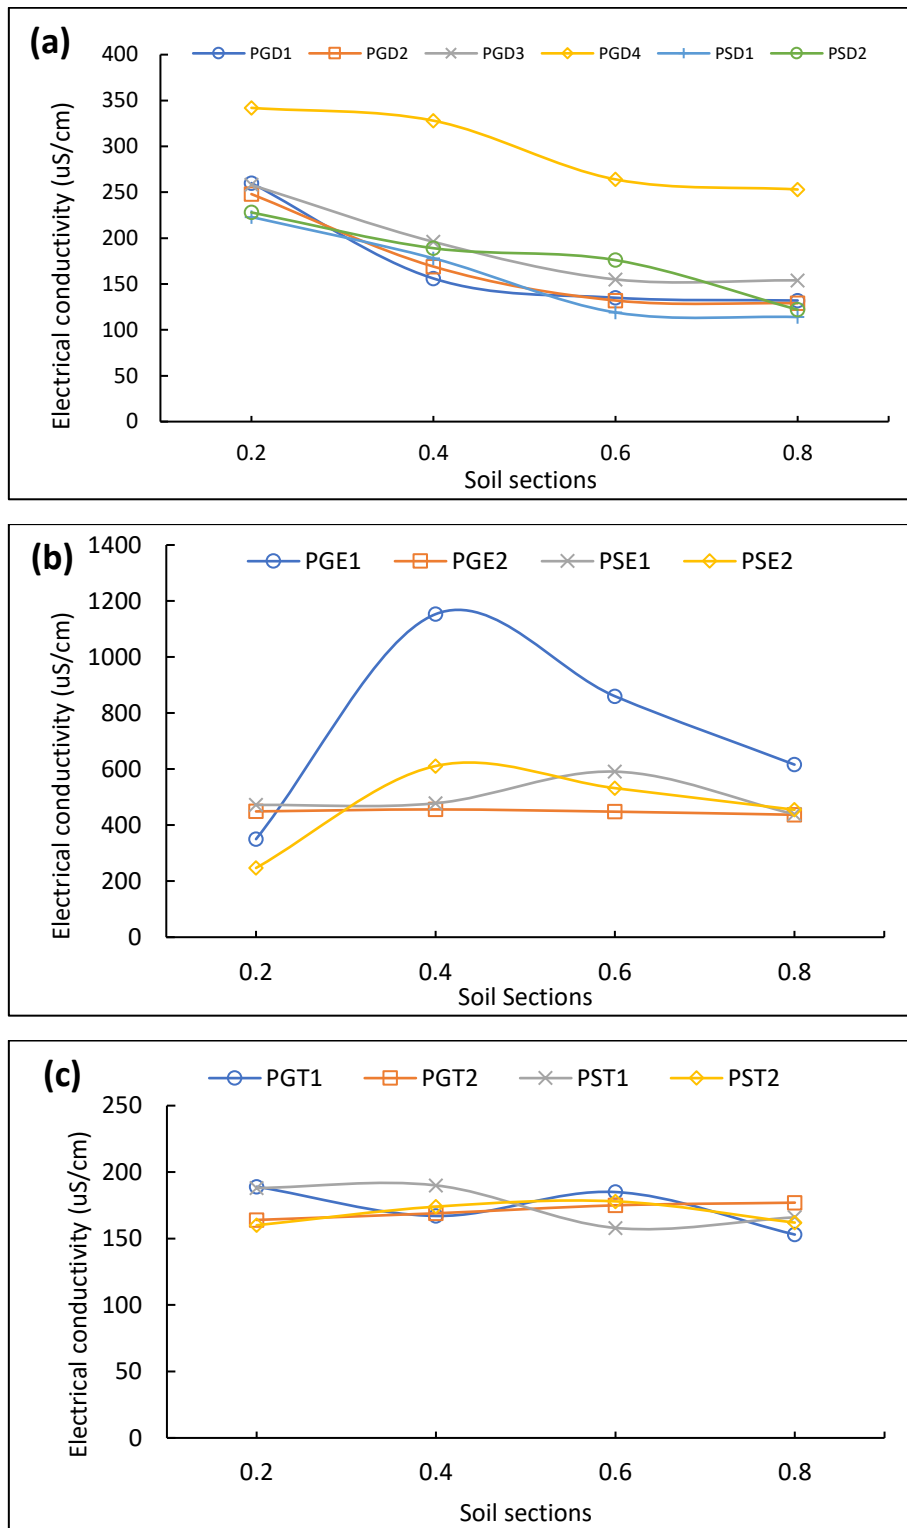 (a)
PGD1 PGD2 PGD3 PGD4 PSD1 PSD2
Electrical conductivity (uS/cm)
400
350
300
250
200
150
100
50
0
0.2 0.4 0.6 0.8
Soil sections
(b)
PGE1 PGE2 PSE1 PSE2
Electrical conductivity (uS/cm)
1400
1200
1000
800
600
400
200
0
0.2 0.4 0.6 0.8
Soil Sections
(c)
PGT1 PGT2 PST1 PST2
Electrical conductivity (uS/cm)
250
200
150
100
50
0
0.2 0.4 0.6 0.8
Soil sections